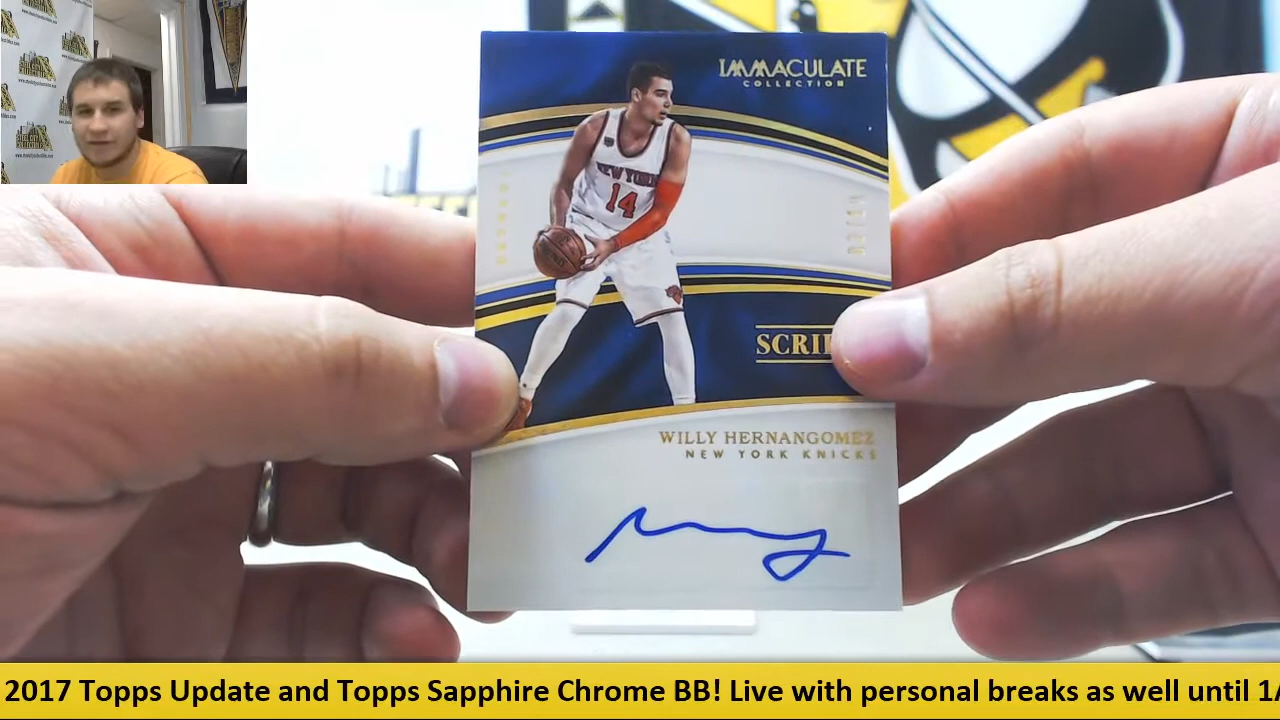 IMMACULATE
COLLECTION
NEW YORK
14
SCRI
WILLY HERNANGOMEZ
NEW YORK KNICKS
2017 Topps Update and Topps Sapphire Chrome BB! Live with personal breaks as well until 1/